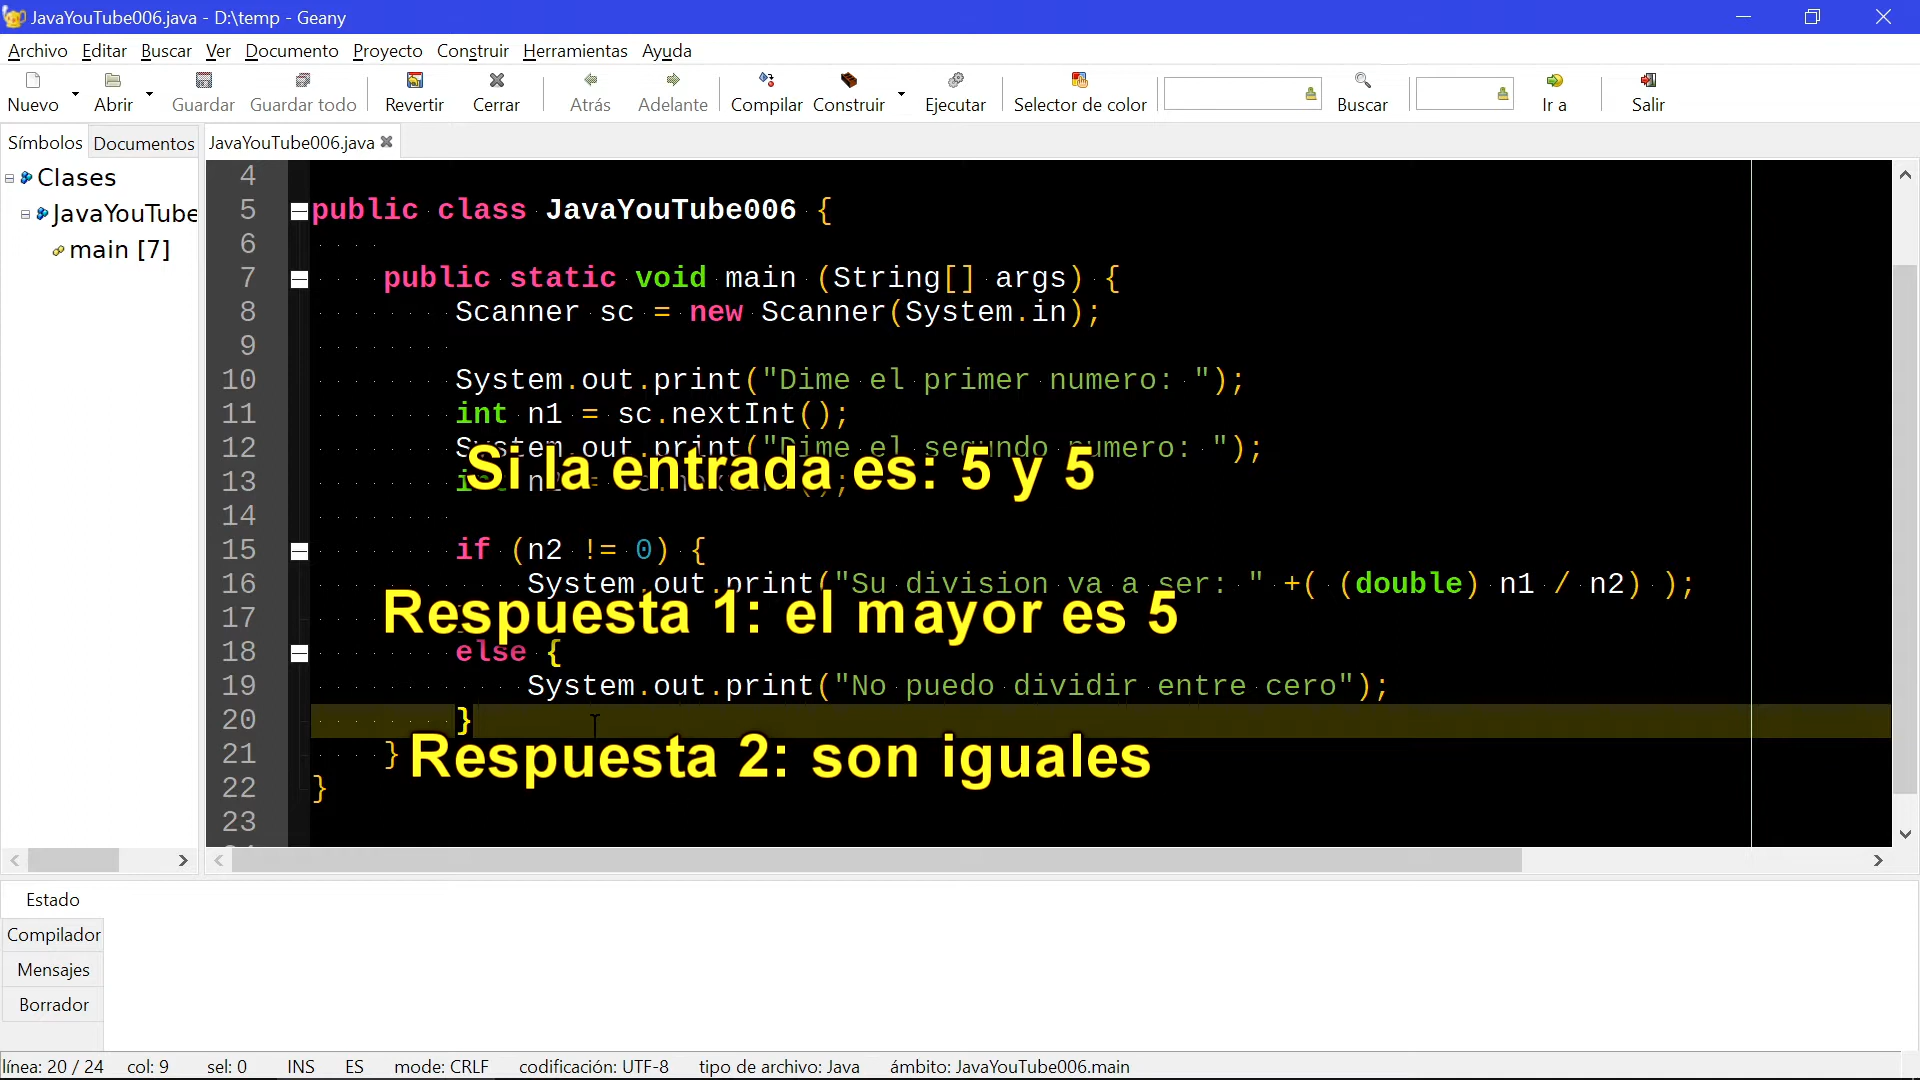 JavaYouTube006.java - D:\temp - Geany
Archivo Editar Buscar Ver Documento Proyecto Construir Herramientas Ayuda
Nuevo Abrir Guardar Guardar todo Revertir Cerrar Atrás Adelante Compilar Construir Ejecutar Selector de color Buscar Ir a Salir
Símbolos Documentos JavaYouTube006.java
Clases
JavaYouTube
main [7]
4
5 public class JavaYouTube006 {
6
7 public static void main (String[] args) {
8 Scanner sc = new Scanner(System.in);
9
10 System.out.print("Dime el primer numero: ");
11 int n1 = sc.nextInt();
12 System.out.print("Dime el segundo numero: ");
Si la entrada es: 5 y 5
13
14
15 if (n2 != 0) {
16 System.out.print("Su division va a ser: " +( (double) n1 / n2) );
Respuesta 1: el mayor es 5
17
18 else {
19 System.out.print("No puedo dividir entre cero");
20 }
21 }
Respuesta 2: son iguales
22 }
23
Estado
Compilador
Mensajes
Borrador
línea: 20 / 24 col: 9 sel: 0 INS ES mode: CRLF codificación: UTF-8 tipo de archivo: Java ámbito: JavaYouTube006.main